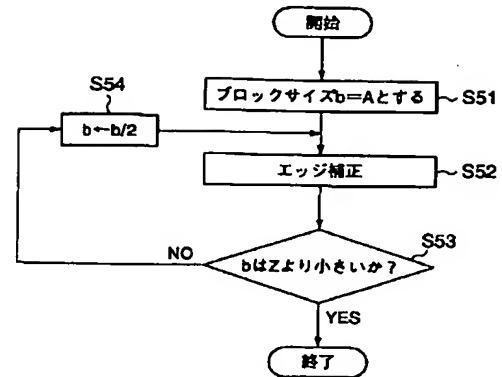 開始
S54
ブロックサイズb=Aとする
S51
b←b/2
エッジ補正
S52
S53
NO
bはZより小さいか?
YES
終了